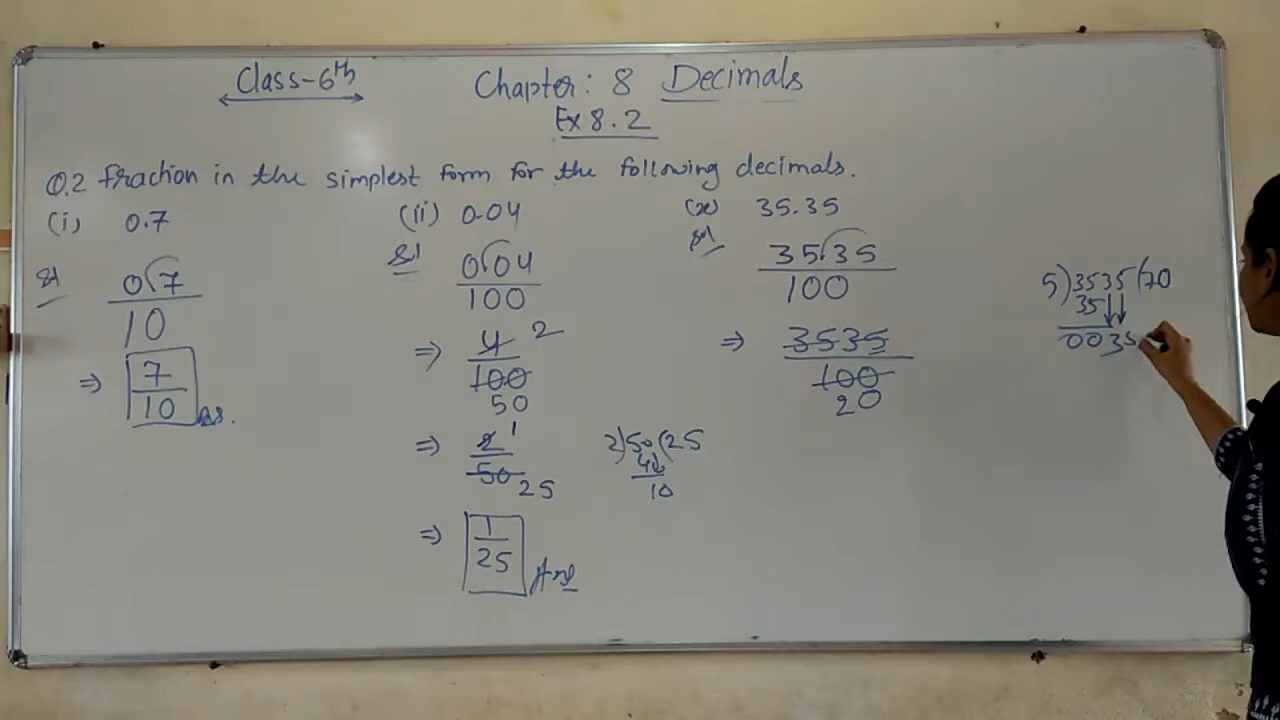 Class-6th
Chapter: 8 Decimals
Ex 8.2
Q.2 fraction in the simplest form for the following decimals.
(i) 0.7
0.7
10
⇒ 7
10
(ii) 0.04
Sol
0.04
100
⇒ 4 2
100
50
⇒ 2 1
50 25
2)50(25
40
10
⇒ 1
25 Ans
(x) 35.35
Sol
35.35
100
⇒ 3535
100
20
5)3535(70
35
0035